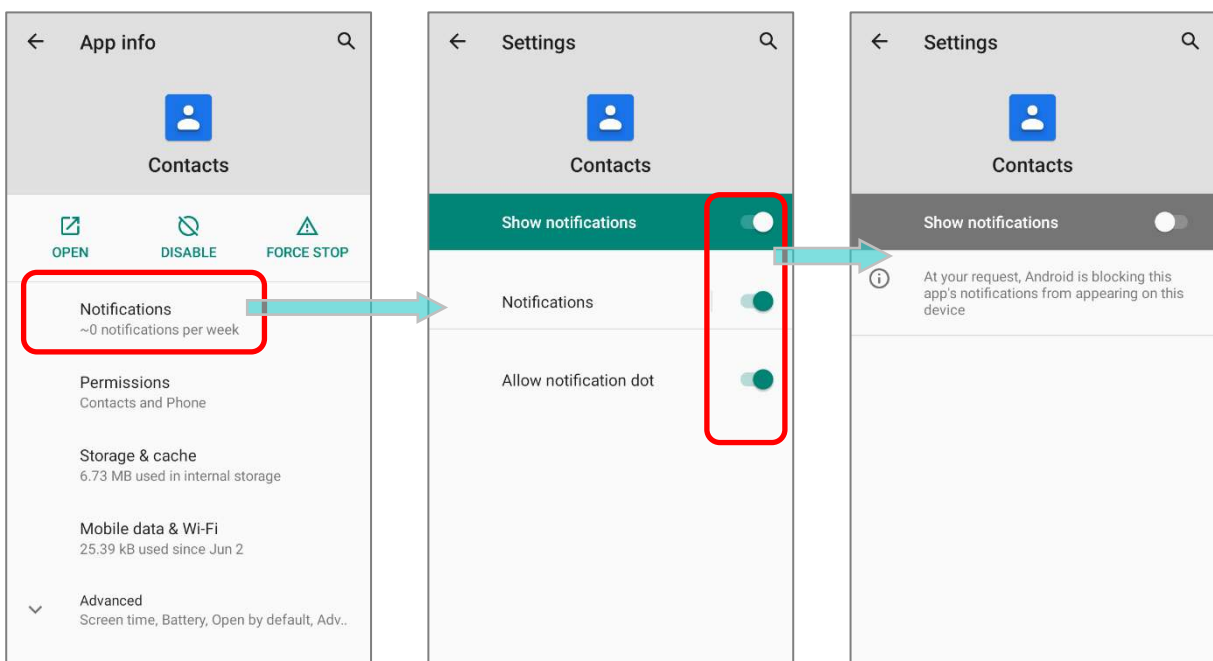 App info
Contacts
OPEN
DISABLE
FORCE STOP
Notifications
~0 notifications per week
Permissions
Contacts and Phone
Storage & cache
6.73 MB used in internal storage
Mobile data & Wi-Fi
25.39 kB used since Jun 2
Advanced
Screen time, Battery, Open by default, Adv..
Settings
Contacts
Show notifications
Notifications
Allow notification dot
Settings
Contacts
Show notifications
At your request, Android is blocking this
app's notifications from appearing on this
device